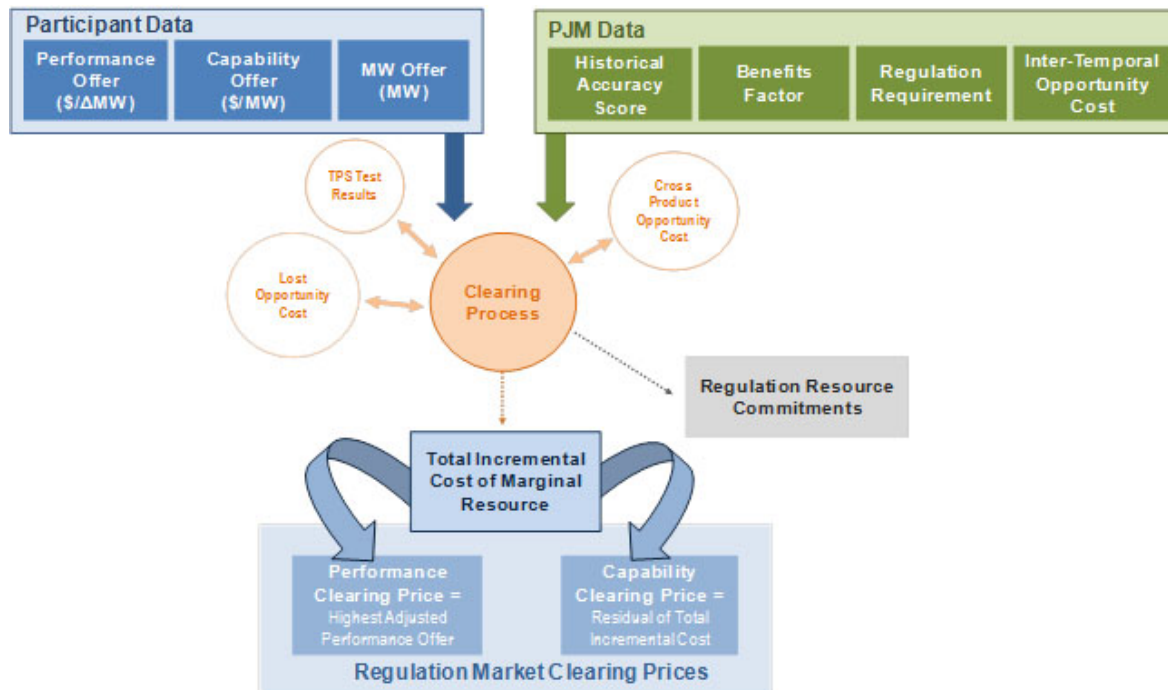 Participant Data
Performance
Offer
($/ΔMW)
Capability
Offer
($/MW)
MW Offer
(MW)
PJM Data
Historical
Accuracy
Score
Benefits
Factor
Regulation
Requirement
Inter-Temporal
Opportunity
Cost
TPS Test
Results
Cross
Product
Opportunity
Cost
Lost
Opportunity
Cost
Clearing
Process
Regulation Resource
Commitments
Total Incremental
Cost of Marginal
Resource
Performance
Clearing Price =
Highest Adjusted
Performance Offer
Capability
Clearing Price =
Residual of Total
Incremental Cost
Regulation Market Clearing Prices